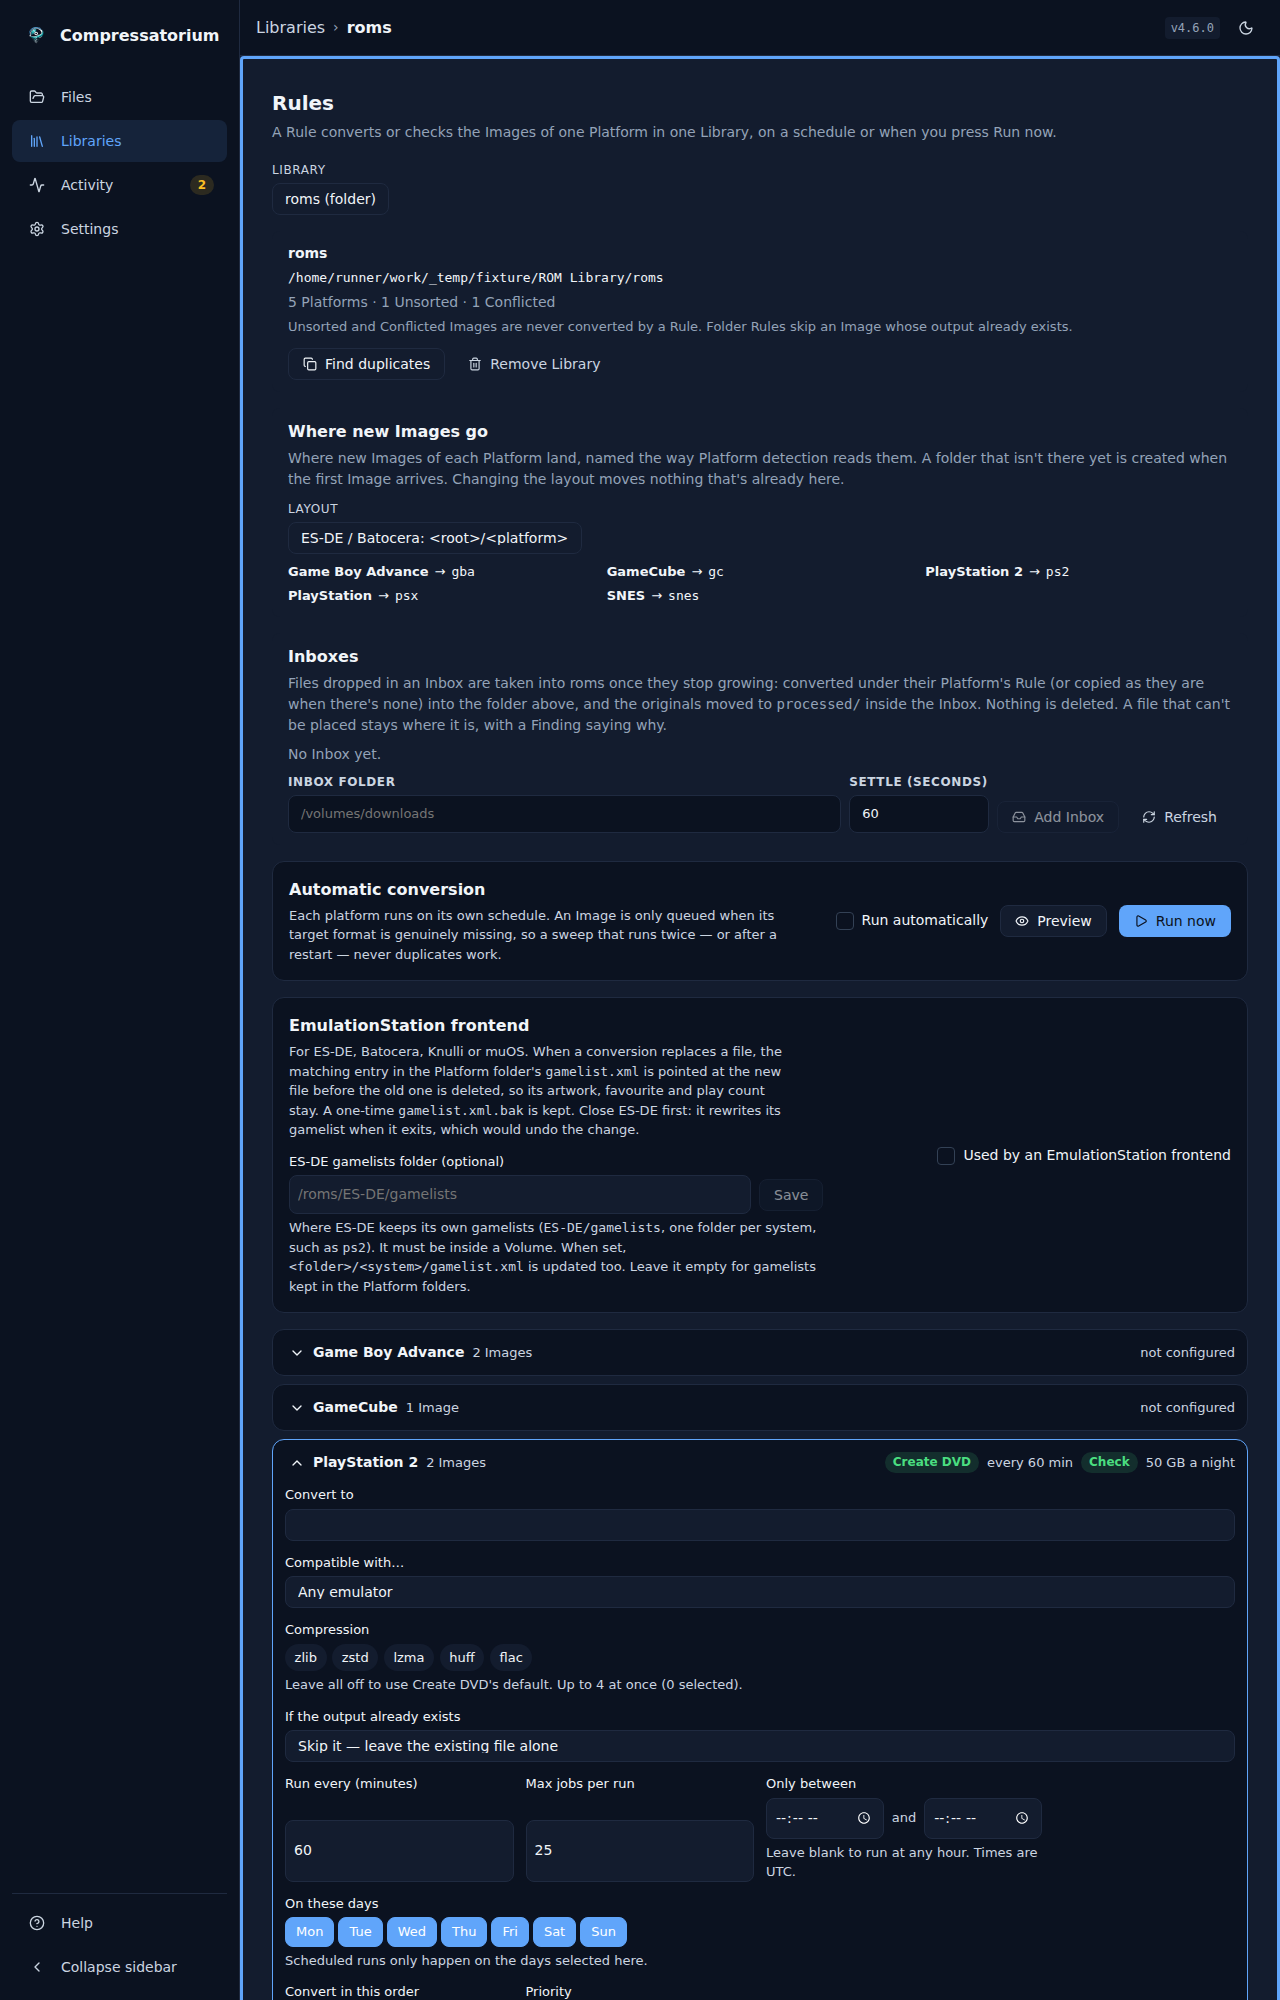 Compressatorium
Libraries › roms
v4.6.0
Files
Libraries
Activity 2
Settings
Rules
A Rule converts or checks the Images of one Platform in one Library, on a schedule or when you press Run now.
LIBRARY
roms (folder)
roms
/home/runner/work/_temp/fixture/ROM Library/roms
5 Platforms · 1 Unsorted · 1 Conflicted
Unsorted and Conflicted Images are never converted by a Rule. Folder Rules skip an Image whose output already exists.
Find duplicates
Remove Library
Where new Images go
Where new Images of each Platform land, named the way Platform detection reads them. A folder that isn't there yet is created when
the first Image arrives. Changing the layout moves nothing that's already here.
LAYOUT
ES-DE / Batocera: <root>/<platform>
Game Boy Advance → gba
GameCube → gc
PlayStation 2 → ps2
PlayStation → psx
SNES → snes
Inboxes
Files dropped in an Inbox are taken into roms once they stop growing: converted under their Platform's Rule (or copied as they are
when there's none) into the folder above, and the originals moved to processed/ inside the Inbox. Nothing is deleted. A file that can't
be placed stays where it is, with a Finding saying why.
No Inbox yet.
INBOX FOLDER
SETTLE (SECONDS)
/volumes/downloads
60
Add Inbox
Refresh
Automatic conversion
Each platform runs on its own schedule. An Image is only queued when its
target format is genuinely missing, so a sweep that runs twice — or after a
restart — never duplicates work.
Run automatically
Preview
Run now
EmulationStation frontend
For ES-DE, Batocera, Knulli or muOS. When a conversion replaces a file, the
matching entry in the Platform folder's gamelist.xml is pointed at the new
file before the old one is deleted, so its artwork, favourite and play count
stay. A one-time gamelist.xml.bak is kept. Close ES-DE first: it rewrites its
gamelist when it exits, which would undo the change.
Used by an EmulationStation frontend
ES-DE gamelists folder (optional)
/roms/ES-DE/gamelists
Save
Where ES-DE keeps its own gamelists (ES-DE/gamelists, one folder per system,
such as ps2). It must be inside a Volume. When set,
<folder>/<system>/gamelist.xml is updated too. Leave it empty for gamelists
kept in the Platform folders.
Game Boy Advance 2 Images
not configured
GameCube 1 Image
not configured
PlayStation 2 2 Images
Create DVD every 60 min Check 50 GB a night
Convert to
Compatible with…
Any emulator
Compression
zlib zstd lzma huff flac
Leave all off to use Create DVD's default. Up to 4 at once (0 selected).
If the output already exists
Skip it — leave the existing file alone
Run every (minutes)
Max jobs per run
Only between
60
25
--:-- -- and --:-- --
Leave blank to run at any hour. Times are
UTC.
On these days
Mon Tue Wed Thu Fri Sat Sun
Scheduled runs only happen on the days selected here.
Convert in this order
Priority
Help
Collapse sidebar